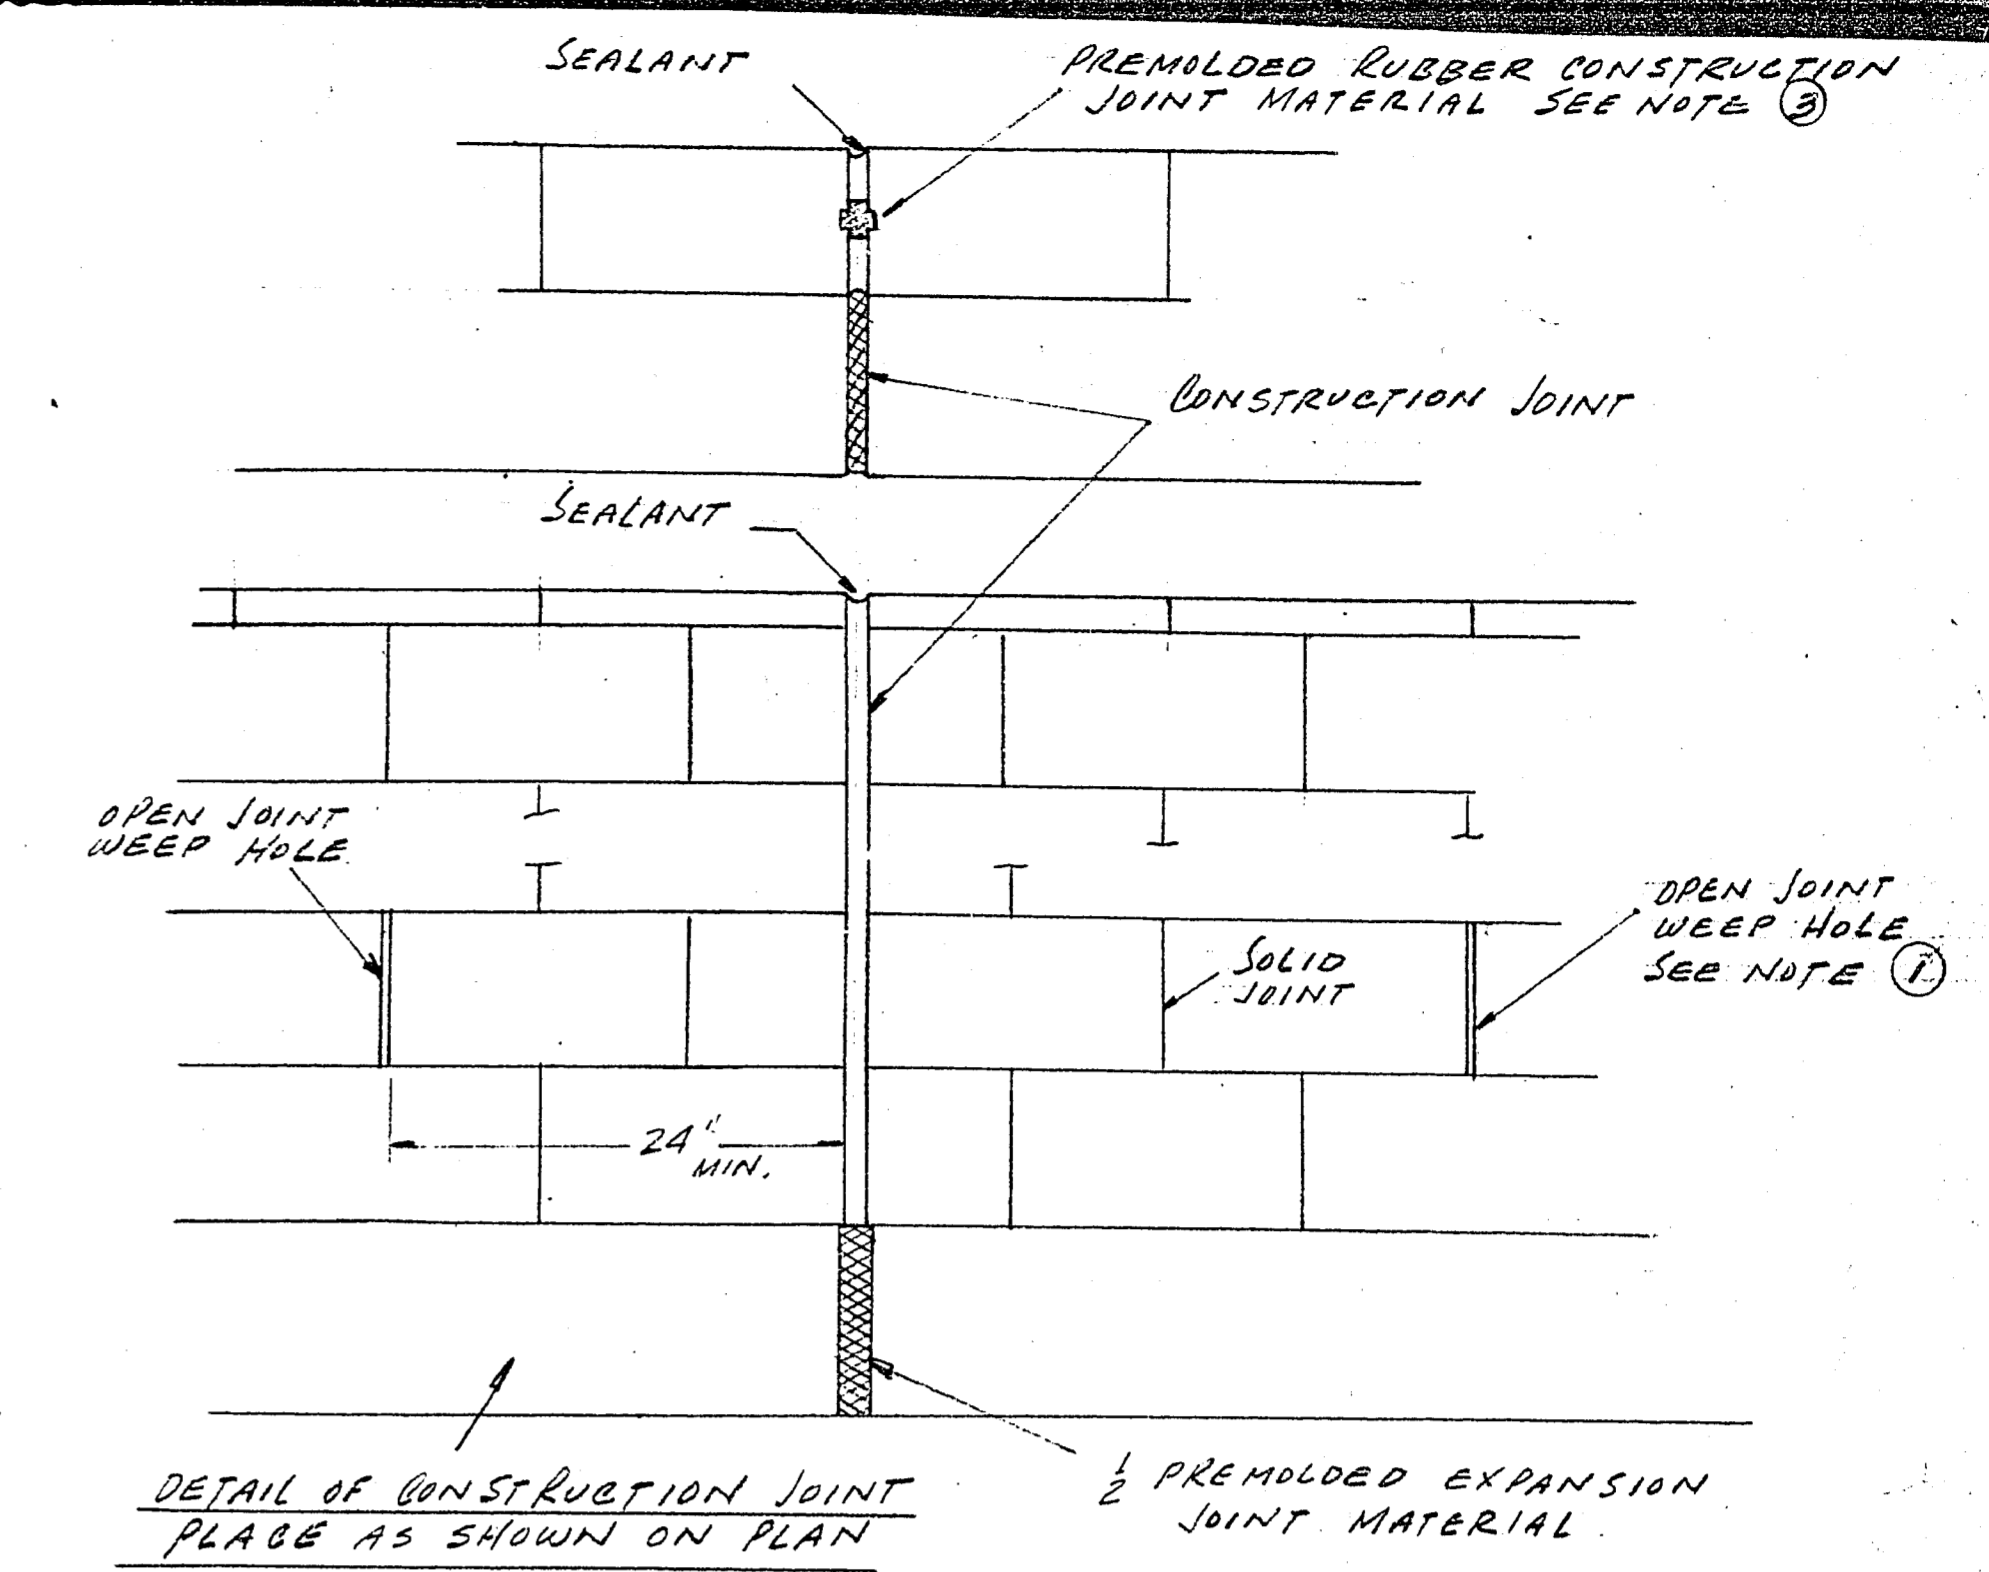 SEALANT
PREMOLDED RUBBER CONSTRUCTION
JOINT MATERIAL SEE NOTE 3
CONSTRUCTION JOINT
SEALANT
OPEN JOINT
WEEP HOLE
OPEN JOINT
WEEP HOLE
SEE NOTE 1
SOLID
JOINT
24"
MIN.
DETAIL OF CONSTRUCTION JOINT
PLACE AS SHOWN ON PLAN
1/2 PREMOLDED EXPANSION
JOINT MATERIAL